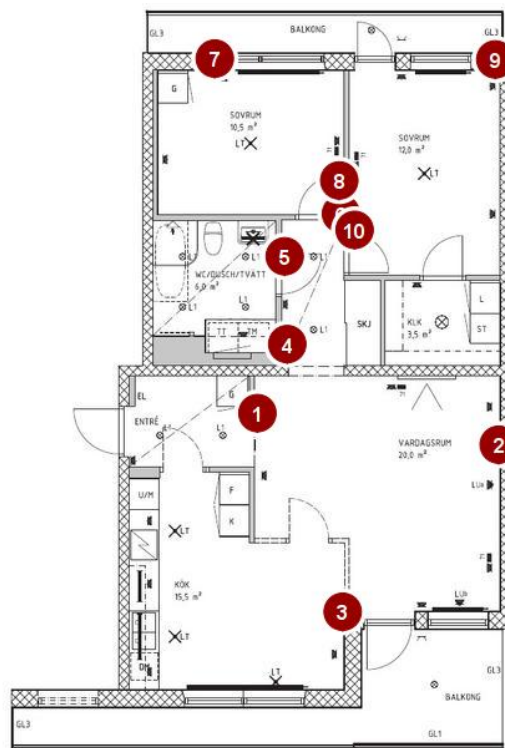 GL3
BALKONG
GL3
7
9
G
SOVRUM
10,5 m²
LT
SOVRUM
12,0 m²
LT
8
10
5
L1
L1
WC/DUSCH/TVÄTT
6,0 m²
L1
L1
L1
TT
TM
4
SKJ
KLK
3,5 m²
L
ST
EL
G
1
ENTRÉ
L1
L1
VARDAGSRUM
20,0 m²
2
U/M
F
K
LT
KÖK
15,5 m²
LT
DM
LT
3
BALKONG
GL3
GL3
GL1